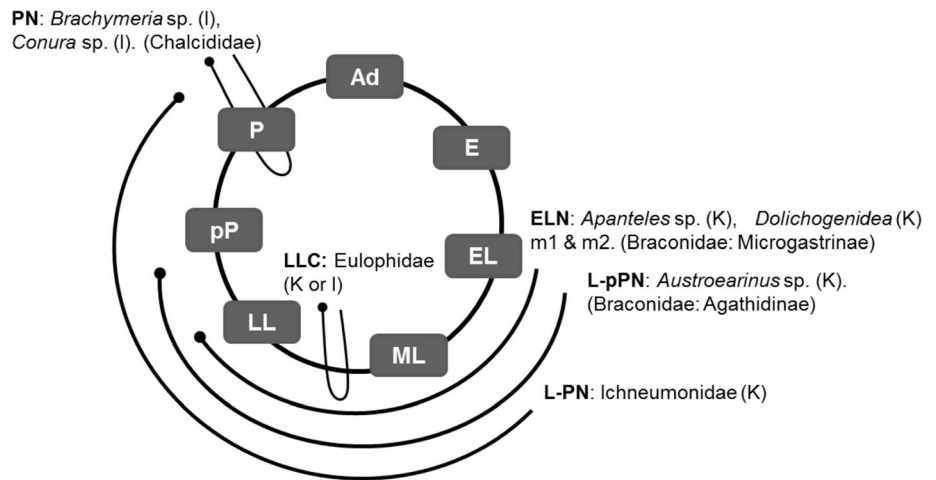 PN: Brachymeria sp. (I),
Conura sp. (I). (Chalcididae)
Ad
P
E
pP
EL
LL
ML
LLC: Eulophidae
(K or I)
ELN: Apanteles sp. (K), Dolichogenidea (K)
m1 & m2. (Braconidae: Microgastrinae)
L-pPN: Austroearinus sp. (K).
(Braconidae: Agathidinae)
L-PN: Ichneumonidae (K)